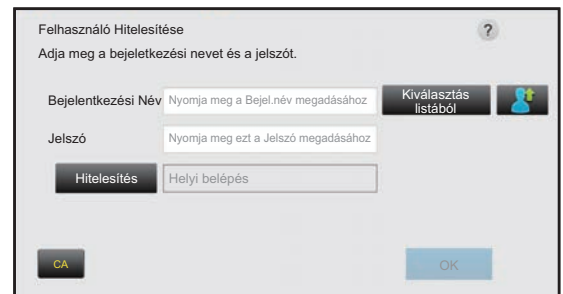 Felhasználó Hitelesítése
?
Adja meg a bejeletkezési nevet és a jelszót.
Bejelentkezési Név Nyomja meg a Bejel.név megadásához Kiválasztás listából
Jelszó Nyomja meg ezt a Jelszó megadásához
Hitelesítés Helyi belépés
CA OK